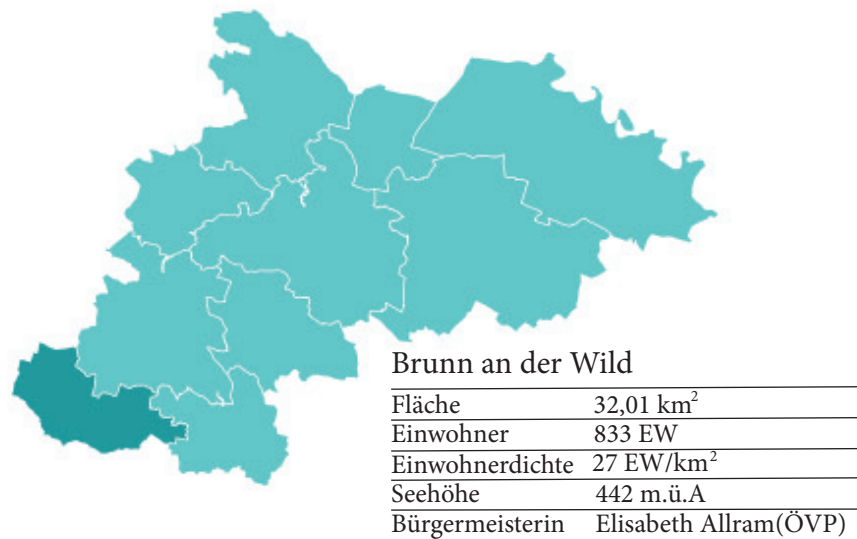 Brunn an der Wild
Fläche 32,01 km²
Einwohner 833 EW
Einwohnerdichte 27 EW/km²
Seehöhe 442 m.ü.A
Bürgermeisterin Elisabeth Allram(ÖVP)